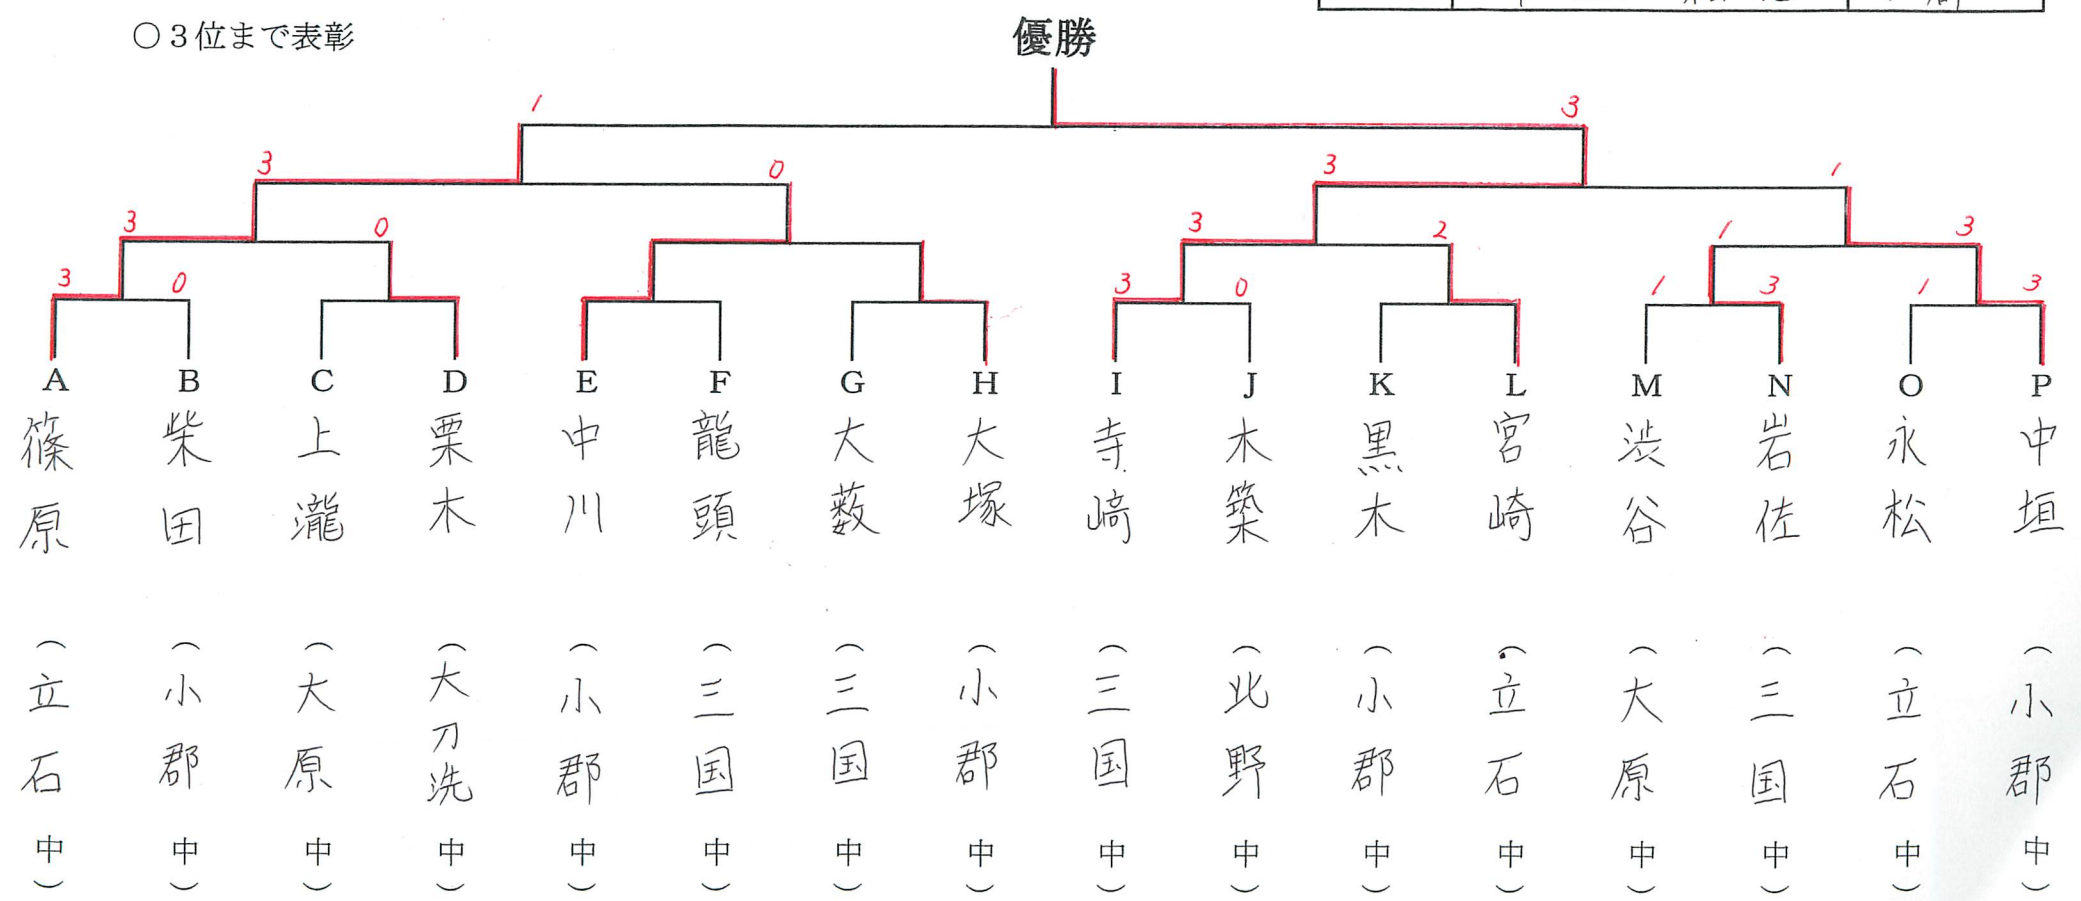 ○３位まで表彰
優勝
1 3
3 0 3 1
3 0 3 2 1 3
3 0 3 0 1 3 1 3
A B C D E F G H I J K L M N O P
篠原（立石中）
柴田（小郡中）
上瀧（大原中）
栗木（大刀洗中）
中川（小郡中）
龍頭（三国中）
大薮（三国中）
大塚（小郡中）
寺﨑（三国中）
木築（北野中）
黒木（小郡中）
宮崎（立石中）
渋谷（大原中）
岩佐（三国中）
永松（立石中）
中垣（小郡中）